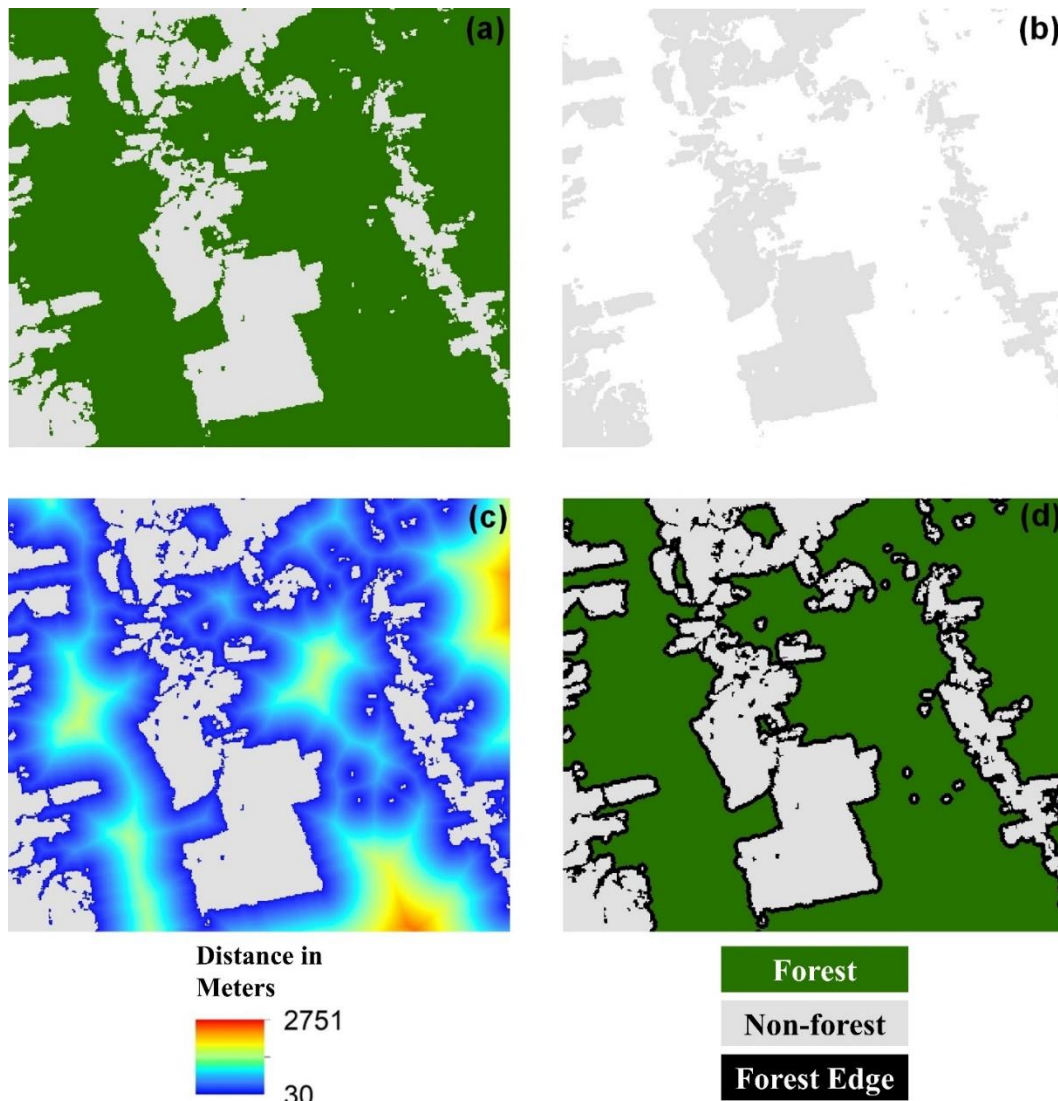 (a)
(b)
(c)
(d)
Distance in
Meters
2751
30
Forest
Non-forest
Forest Edge